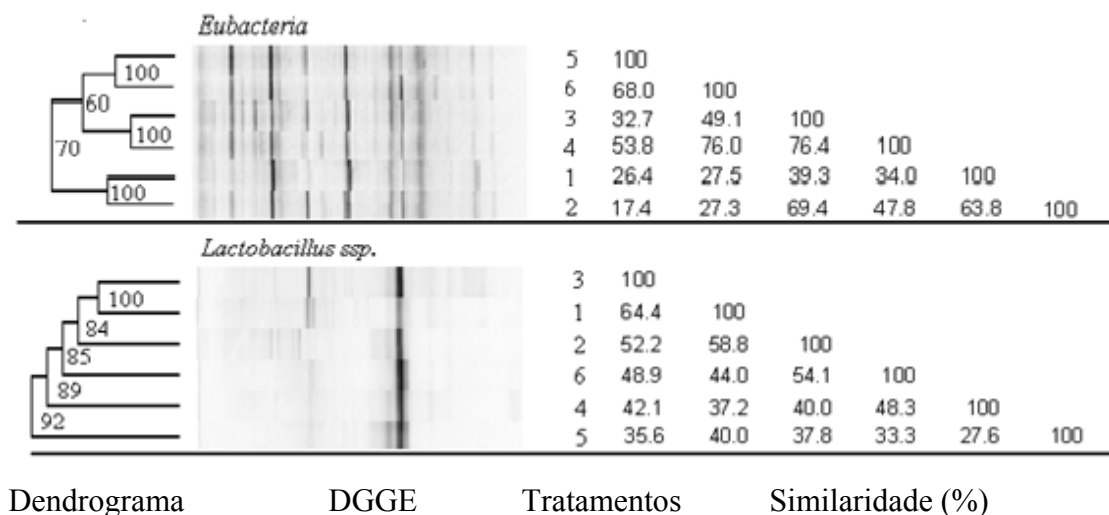 Eubacteria
100
60
100
70
100
5 100
6 68.0 100
3 32.7 49.1 100
4 53.8 76.0 76.4 100
1 26.4 27.5 39.3 34.0 100
2 17.4 27.3 69.4 47.8 63.8 100
Lactobacillus ssp.
100
84
85
89
92
3 100
1 64.4 100
2 52.2 58.8 100
6 48.9 44.0 54.1 100
4 42.1 37.2 40.0 48.3 100
5 35.6 40.0 37.8 33.3 27.6 100
Dendrograma DGGE Tratamentos Similaridade (%)